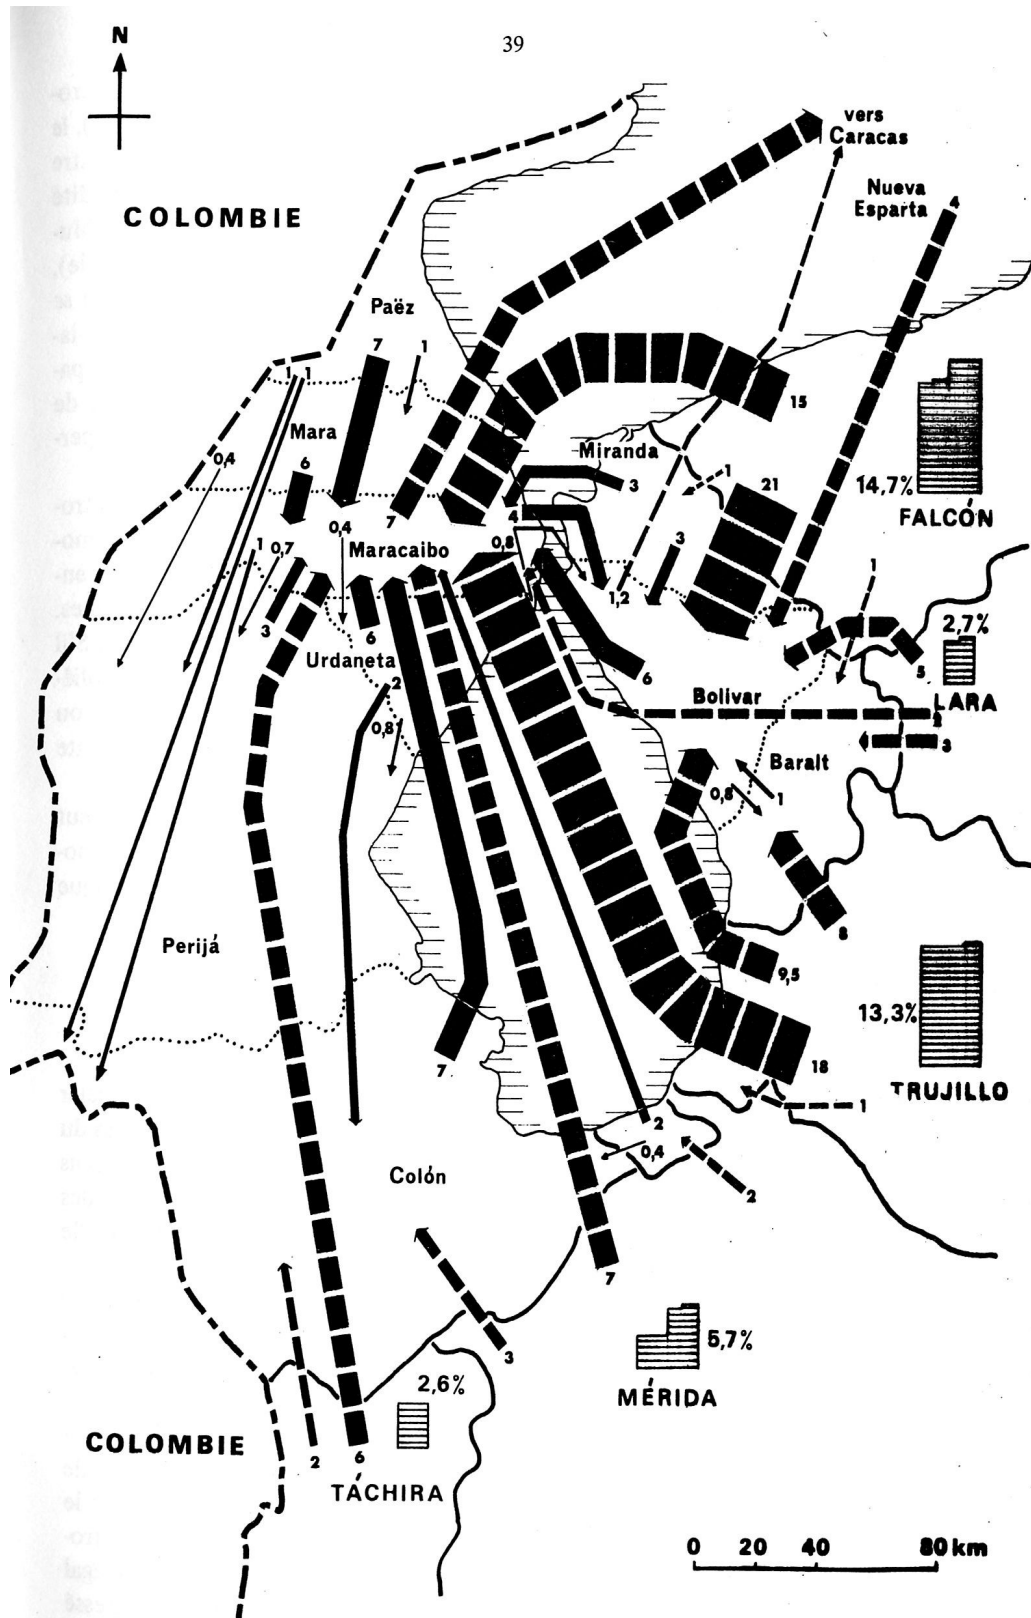 39
N
vers
Caracas
COLOMBIE
Nueva
Esparta
4
Paëz
7
1
1
1
15
Mara
Miranda
0,4
6
1
3
21
14,7%
FALCÓN
7
4
0,4
Maracaibo
0,8
3
1
0,7
1
1,2
2,7%
3
6
Urdaneta
6
5
LARA
2
Bolivar
2
0,8
3
Baralt
0,8
1
8
Perijá
9,5
13,3%
7
18
TRUJILLO
1
2
0,4
Colón
2
7
3
5,7%
2,6%
MÉRIDA
COLOMBIE
2
6
TÁCHIRA
0 20 40 80 km